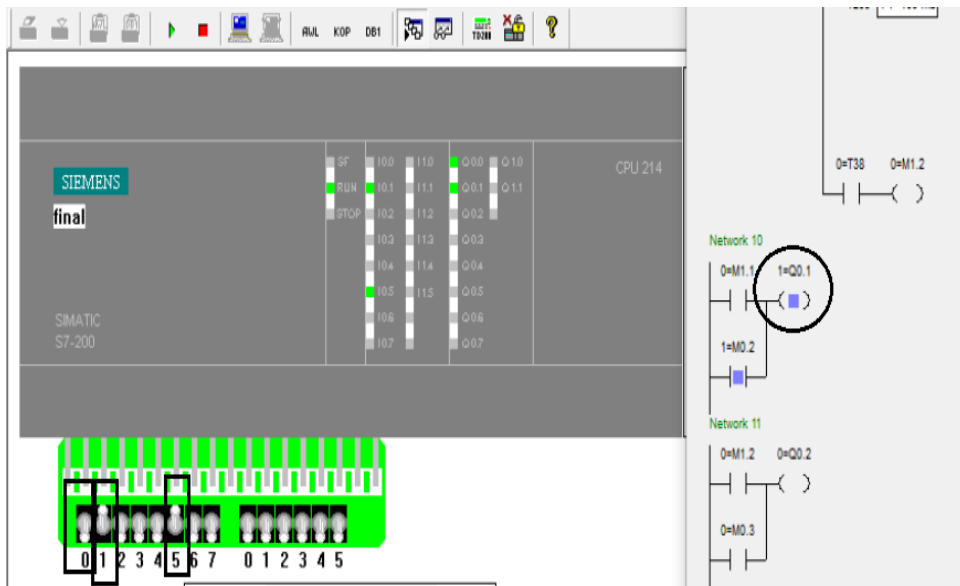 AWL KOP DB1 TD200
SIEMENS
final
SIMATIC
S7-200
SF I0.0 I1.0 Q0.0 Q1.0
RUN I0.1 I1.1 Q0.1 Q1.1
STOP I0.2 I1.2 Q0.2
I0.3 I1.3 Q0.3
I0.4 I1.4 Q0.4
I0.5 I1.5 Q0.5
I0.6 Q0.6
I0.7 Q0.7
CPU 214
0 1 2 3 4 5 6 7 0 1 2 3 4 5
0=T38 0=M1.2
Network 10
0=M1.1 1=Q0.1
1=M0.2
Network 11
0=M1.2 0=Q0.2
0=M0.3